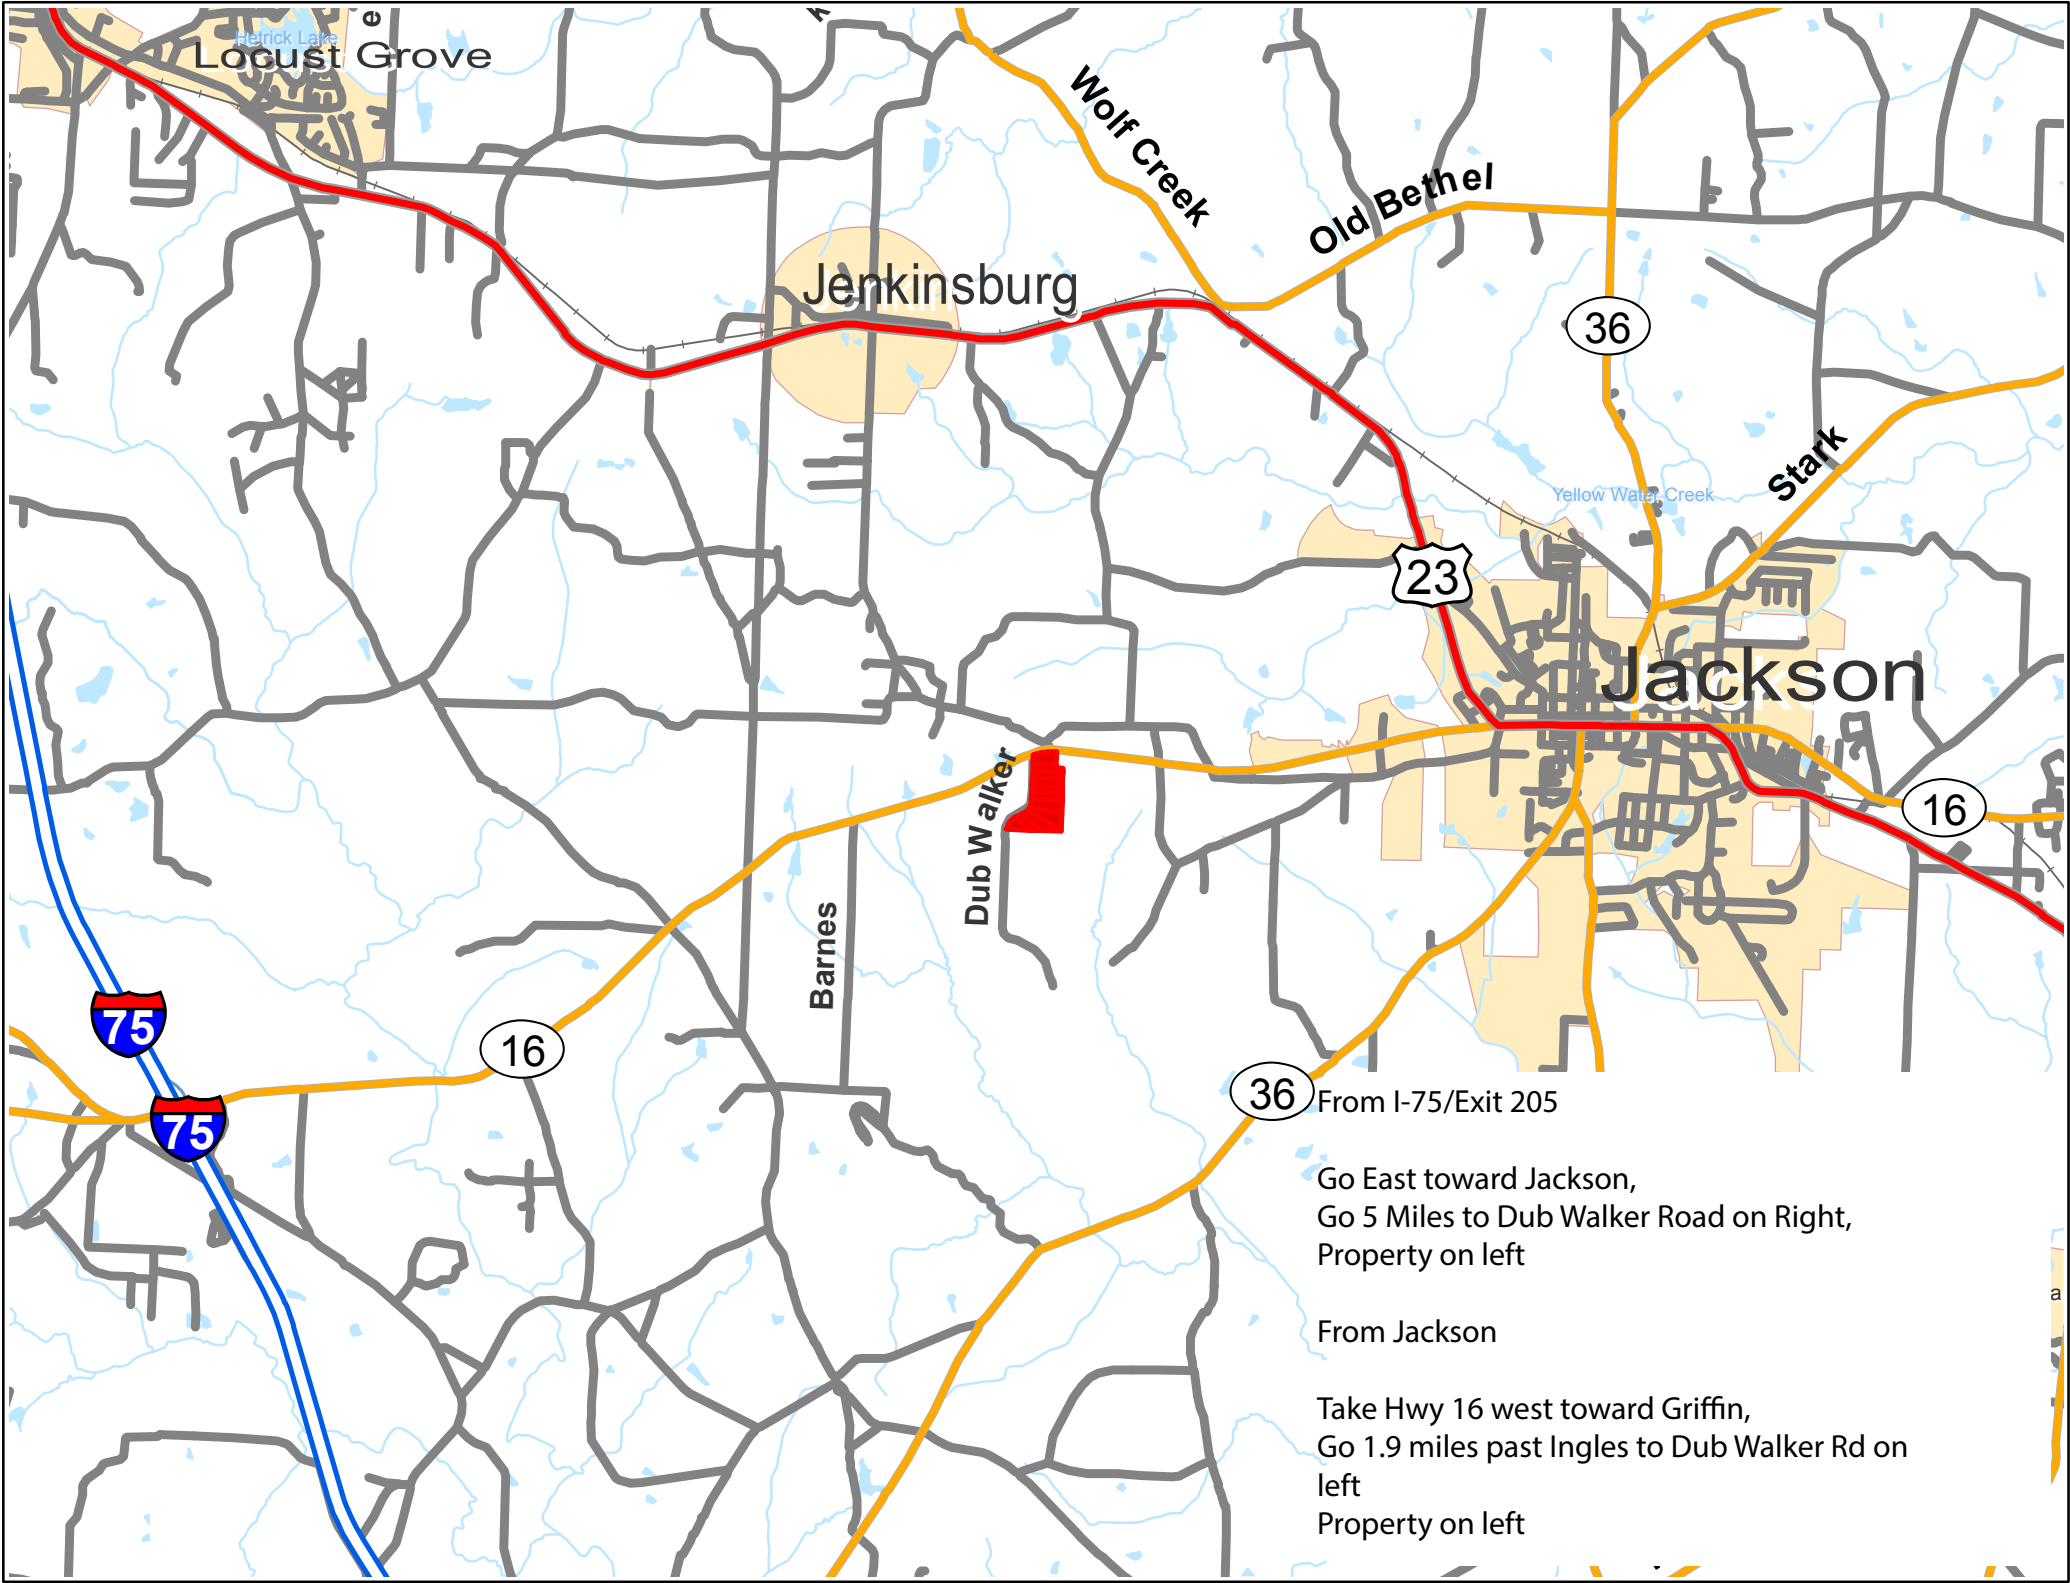 Hetrick Lake
Locust Grove
e
Wolf Creek
Old Bethel
Jenkinsburg
36
Stark
Yellow Water Creek
23
Jackson
Dub Walker
16
Barnes
75
16
75
36
From I-75/Exit 205
Go East toward Jackson,
Go 5 Miles to Dub Walker Road on Right,
Property on left
a
From Jackson
Take Hwy 16 west toward Griffin,
Go 1.9 miles past Ingles to Dub Walker Rd on
left
Property on left